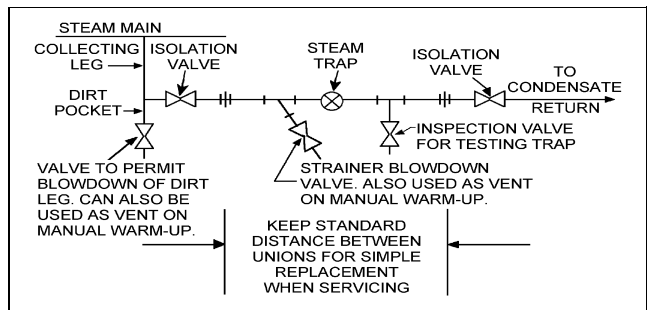 STEAM MAIN
COLLECTING
LEG
ISOLATION
VALVE
STEAM
TRAP
ISOLATION
VALVE
TO
CONDENSATE
RETURN
DIRT
POCKET
INSPECTION VALVE
FOR TESTING TRAP
VALVE TO PERMIT
BLOWDOWN OF DIRT
LEG. CAN ALSO BE
USED AS VENT ON
MANUAL WARM-UP.
STRAINER BLOWDOWN
VALVE. ALSO USED AS VENT
ON MANUAL WARM-UP.
KEEP STANDARD
DISTANCE BETWEEN
UNIONS FOR SIMPLE
REPLACEMENT
WHEN SERVICING